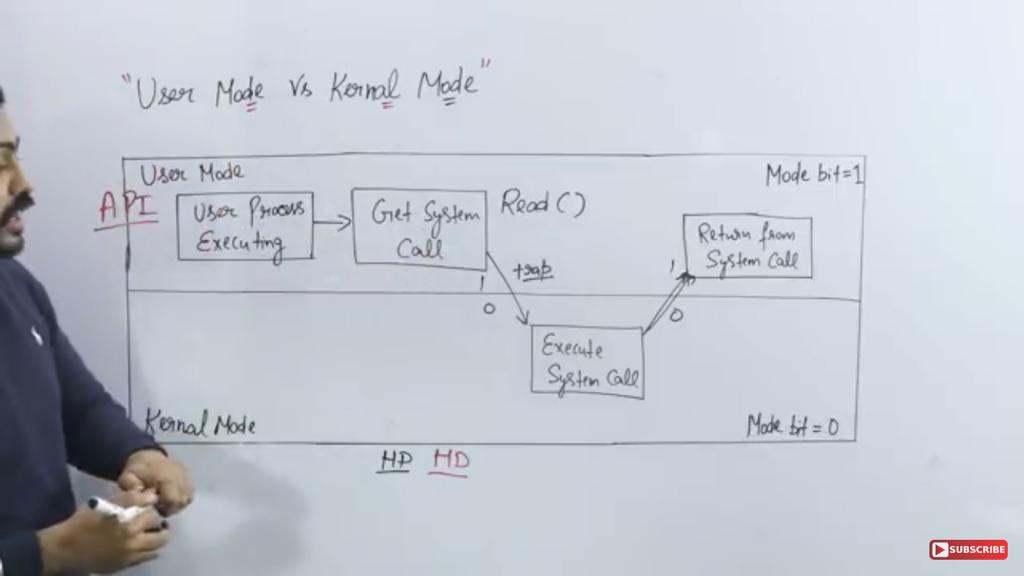 "User Mode Vs Kernal Mode"
User Mode
Mode bit=1
API
User Process
Executing
Get System
Call
Read()
Return from
System Call
trap
1
1
0
0
Execute
System Call
Kernal Mode
Mode bit = 0
HD HD
SUBSCRIBE